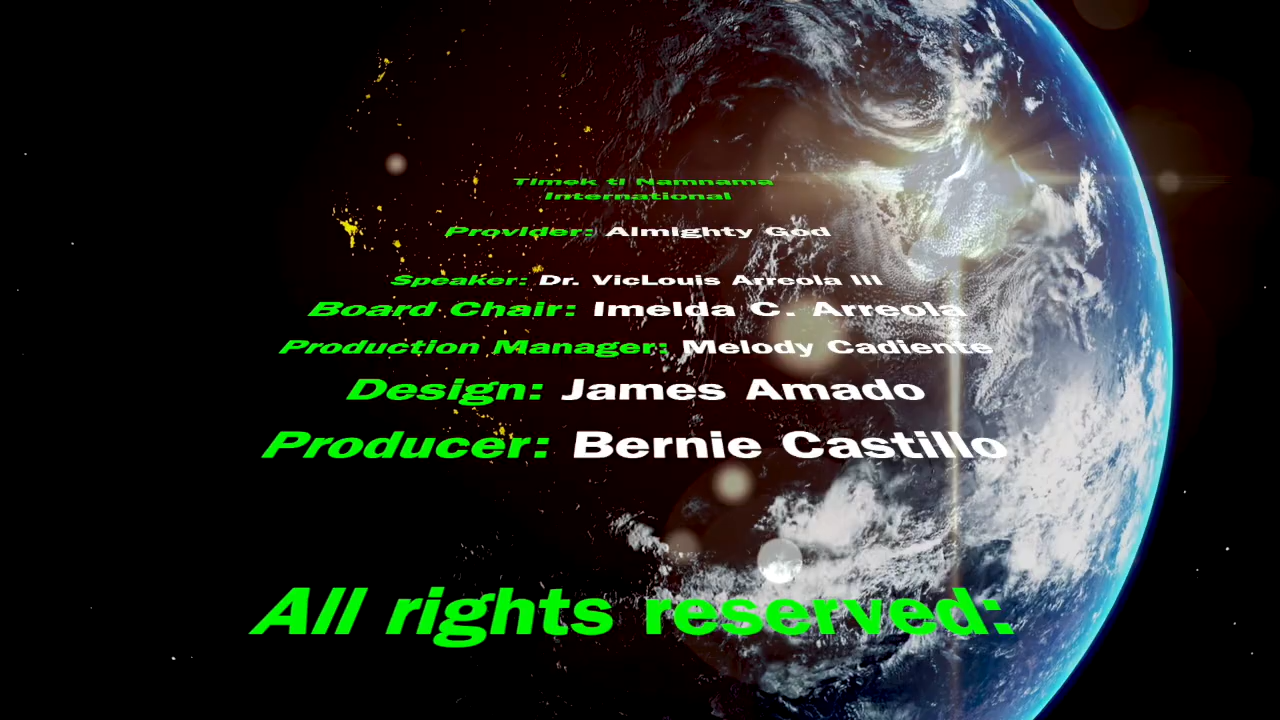 Timek ti Namnama
International
Provider: Almighty God
Speaker: Dr. VicLouis Arreola III
Board Chair: Imelda C. Arreola
Production Manager: Melody Cadiente
Design: James Amado
Producer: Bernie Castillo
All rights reserved: